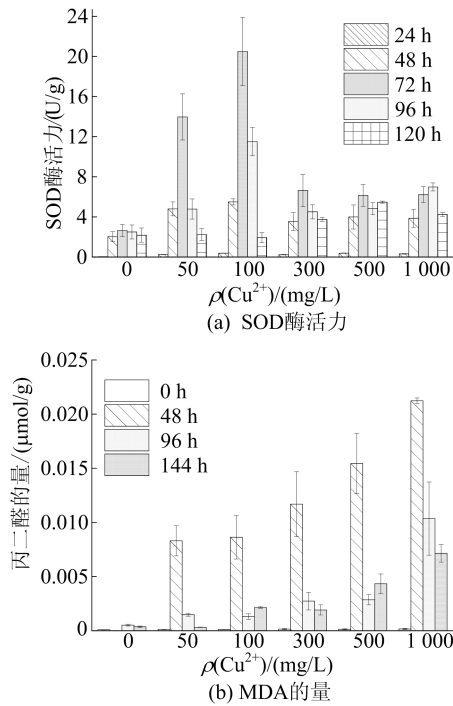 28
24
20
16
12
8
4
0
SOD酶活力/(U/g)
24 h
48 h
72 h
96 h
120 h
0 50 100 300 500 1 000
ρ(Cu²⁺)/(mg/L)
(a) SOD酶活力
0.025
0.020
0.015
0.010
0.005
0
丙二醛的量/(μmol/g)
0 h
48 h
96 h
144 h
0 50 100 300 500 1 000
ρ(Cu²⁺)/(mg/L)
(b) MDA的量